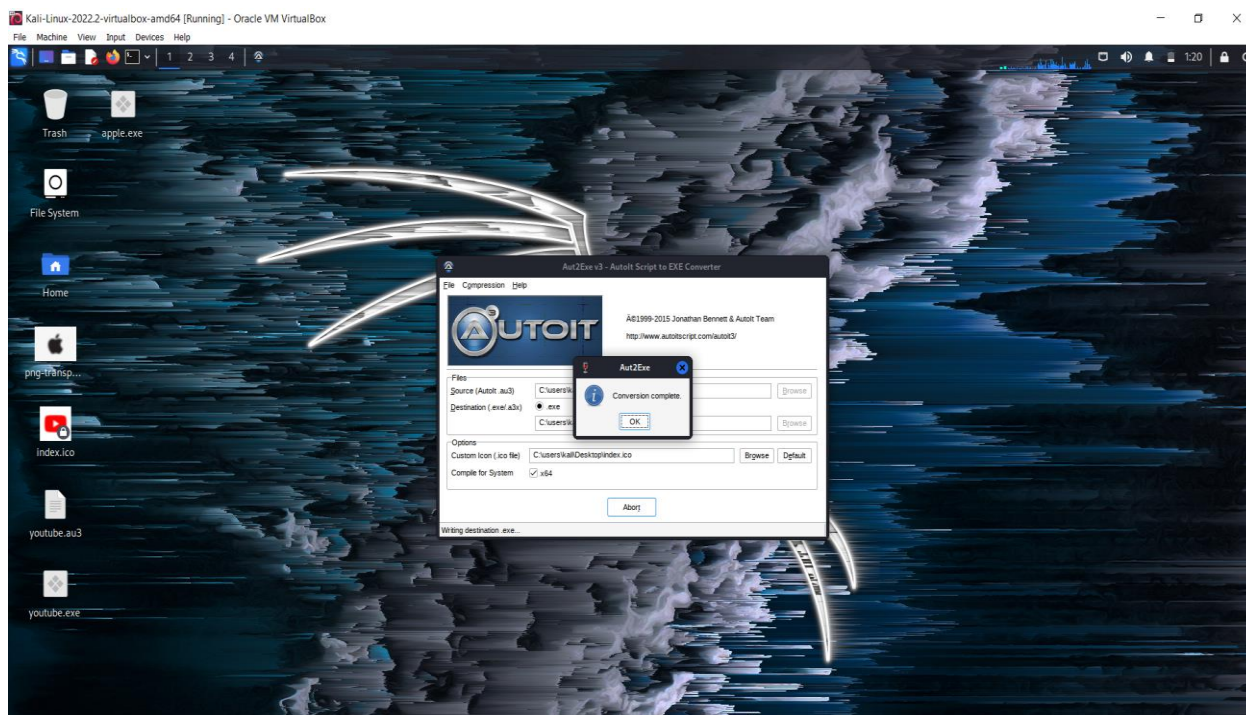 Kali-Linux-2022.2-virtualbox-amd64 [Running] - Oracle VM VirtualBox
File Machine View Input Devices Help
1 2 3 4
1:20
Trash
apple.exe
File System
Home
png-transp...
index.ico
youtube.au3
youtube.exe
Aut2Exe v3 - AutoIt Script to EXE Converter
File Compression Help
AUTOIT
3
Â©1999-2015 Jonathan Bennett & AutoIt Team
http://www.autoitscript.com/autoit3/
Aut2Exe
Conversion complete.
OK
Files
Source (AutoIt .au3)
Browse
Destination (.exe/.a3x)
.exe
Browse
Options
Custom Icon (.ico file) C:\users\kali\Desktop\index.ico Browse Default
Compile for System x64
Abort
Writing destination .exe...